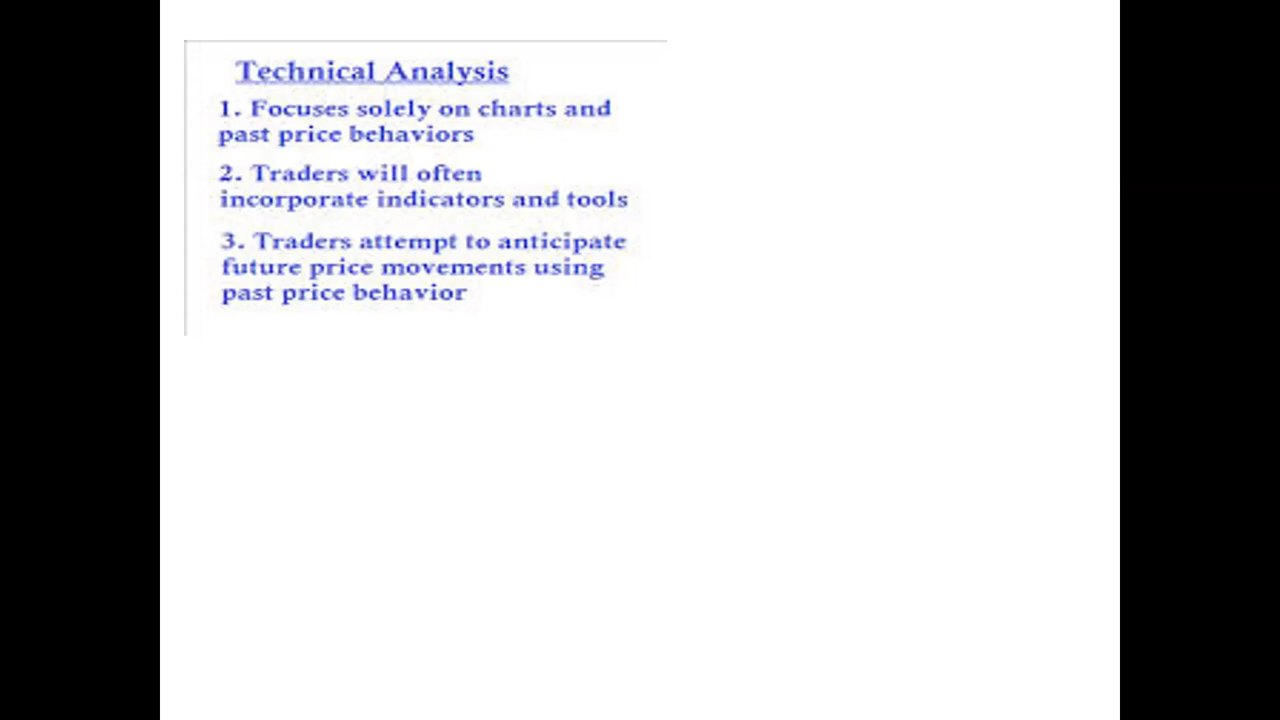 Technical Analysis
1. Focuses solely on charts and
past price behaviors
2. Traders will often
incorporate indicators and tools
3. Traders attempt to anticipate
future price movements using
past price behavior